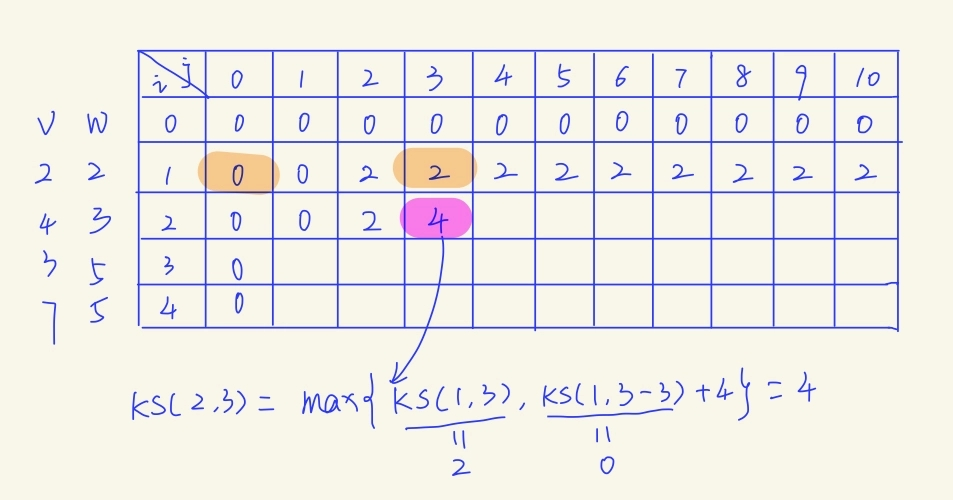 i j 0 1 2 3 4 5 6 7 8 9 10
V W 0 0 0 0 0 0 0 0 0 0 0 0
2 2 1 0 0 2 2 2 2 2 2 2 2 2
4 3 2 0 0 2 4
3 5 3 0
7 5 4 0
KS(2,3) = max{ KS(1,3), KS(1,3-3) + 4 } = 4
= =
2 0